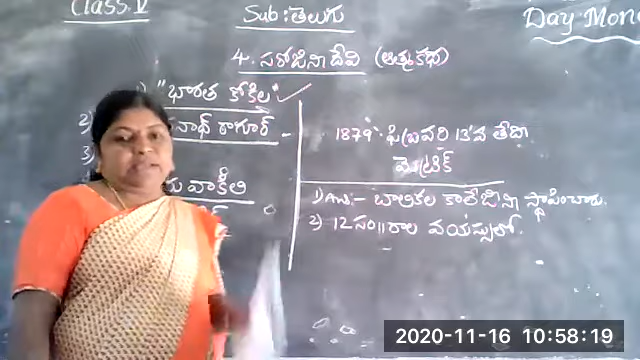 Class: V
Sub: తెలుగు
Day Mon
4. సరోజినీ దేవి (ఆత్మకథ)
1) "భారత కోకిల" ✓
2)
3)
1879 ఫిబ్రవరి 13వ తేదీ
మెట్రిక్
1) Ans:- బాలికల కాలేజిని స్థాపించారు.
2) 12 సం॥రాల వయస్సులో.
2020-11-16 10:58:19